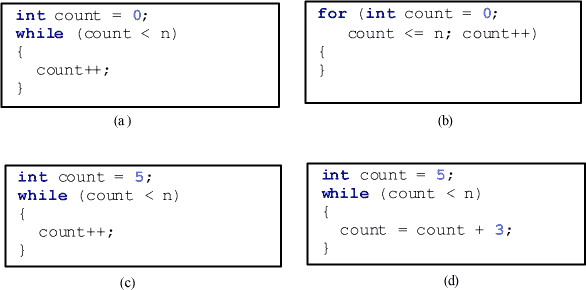 int count = 0;
while (count < n)
{
count++;
}
(a )
for (int count = 0;
count <= n; count++)
{
}
(b)
int count = 5;
while (count < n)
{
count++;
}
(c)
int count = 5;
while (count < n)
{
count = count + 3;
}
(d)